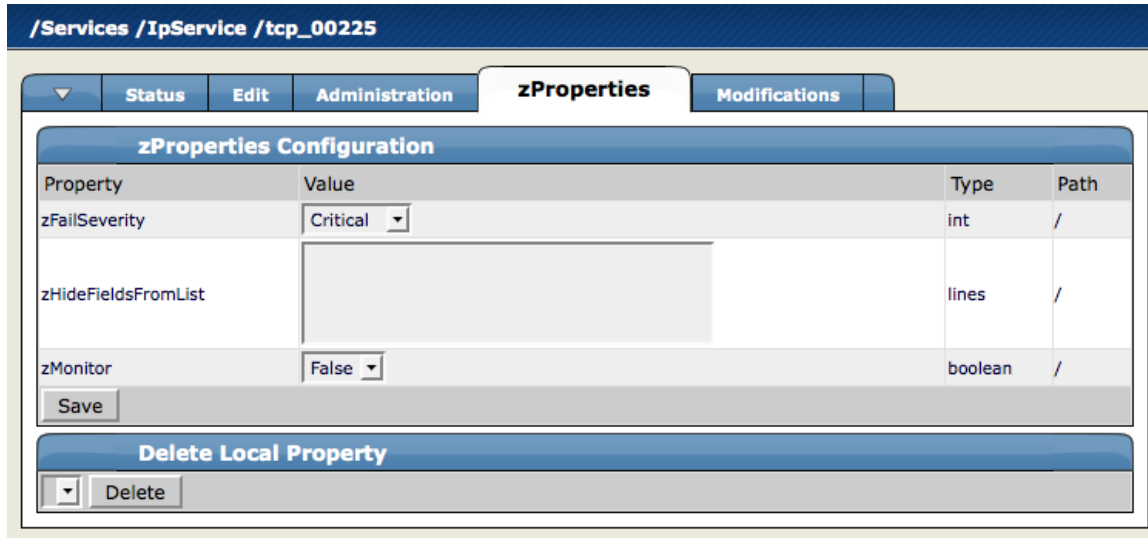 /Services /IpService /tcp_00225
Status Edit Administration zProperties Modifications
zProperties Configuration
Property Value Type Path
zFailSeverity Critical int /
zHideFieldsFromList lines /
zMonitor False boolean /
Save
Delete Local Property
Delete